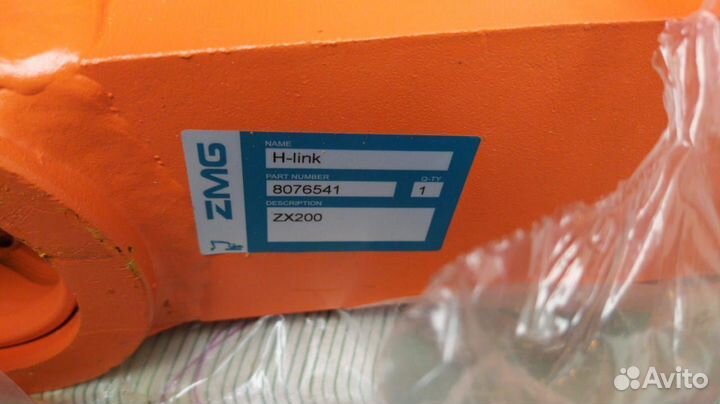 ZMG
NAME
H-link
PART NUMBER
Q-TY
8076541
1
DESCRIPTION
ZX200
Avito